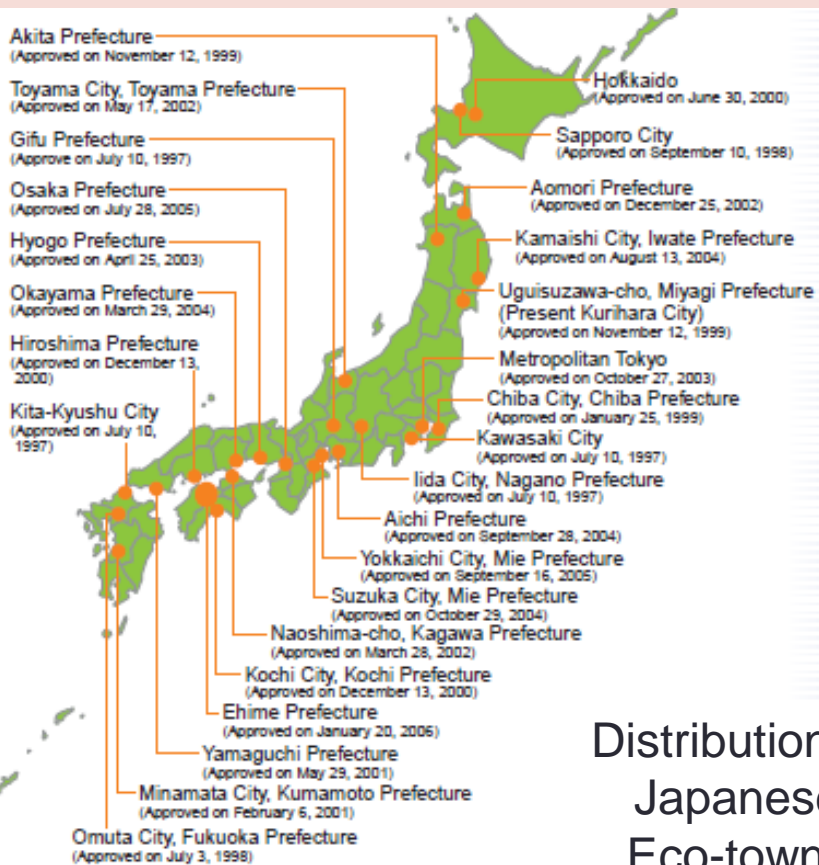 Akita Prefecture
(Approved on November 12, 1999)
Toyama City, Toyama Prefecture
(Approved on May 17, 2002)
Gifu Prefecture
(Approve on July 10, 1997)
Osaka Prefecture
(Approved on July 28, 2005)
Hyogo Prefecture
(Approved on April 25, 2003)
Okayama Prefecture
(Approved on March 29, 2004)
Hiroshima Prefecture
(Approved on December 13,
2000)
Kita-Kyushu City
(Approved on July 10,
1997)
Hokkaido
(Approved on June 30, 2000)
Sapporo City
(Approved on September 10, 1998)
Aomori Prefecture
(Approved on December 25, 2002)
Kamaishi City, Iwate Prefecture
(Approved on August 13, 2004)
Uguisuzawa-cho, Miyagi Prefecture
(Present Kurihara City)
(Approved on November 12, 1999)
Metropolitan Tokyo
(Approved on October 27, 2003)
Chiba City, Chiba Prefecture
(Approved on January 25, 1999)
Kawasaki City
(Approved on July 10, 1997)
Iida City, Nagano Prefecture
(Approved on July 10, 1997)
Aichi Prefecture
(Approved on September 28, 2004)
Yokkaichi City, Mie Prefecture
(Approved on September 16, 2005)
Suzuka City, Mie Prefecture
(Approved on October 29, 2004)
Naoshima-cho, Kagawa Prefecture
(Approved on March 28, 2002)
Kochi City, Kochi Prefecture
(Approved on December 13, 2000)
Ehime Prefecture
(Approved on January 20, 2006)
Yamaguchi Prefecture
(Approved on May 29, 2001)
Minamata City, Kumamoto Prefecture
(Approved on February 6, 2001)
Omuta City, Fukuoka Prefecture
(Approved on July 3, 1998)
Distribution
Japanese
Eco-town